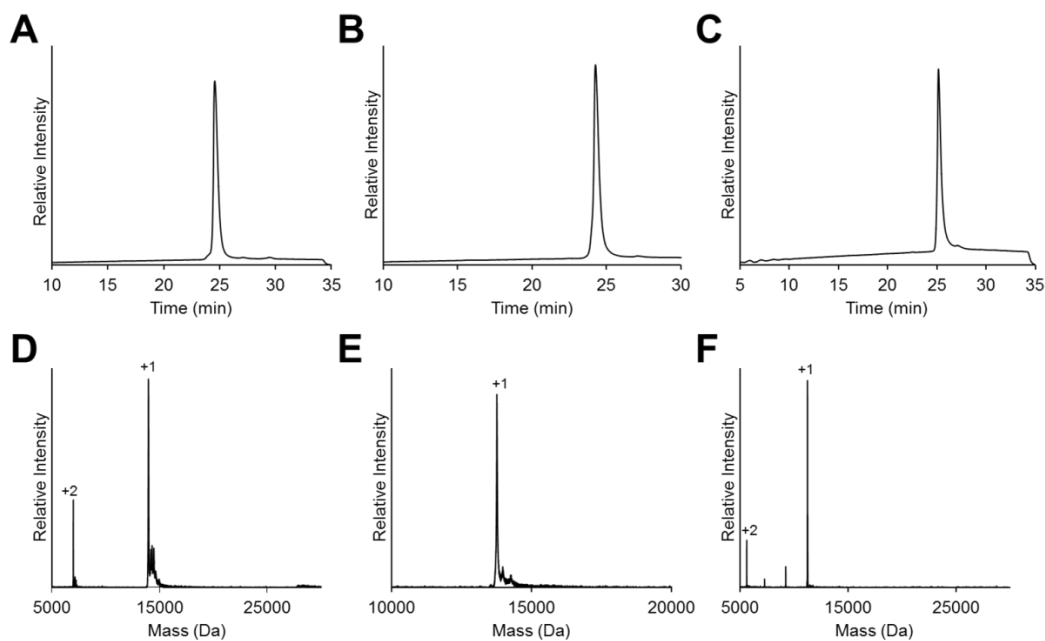 A
Relative Intensity
10 15 20 25 30 35
Time (min)
B
Relative Intensity
10 20 30
Time (min)
C
Relative Intensity
5 10 15 20 25 30 35
Time (min)
D
Relative Intensity
+2
+1
5000 15000 25000
Mass (Da)
E
Relative Intensity
+1
10000 15000 20000
Mass (Da)
F
Relative Intensity
+2
+1
5000 15000 25000
Mass (Da)